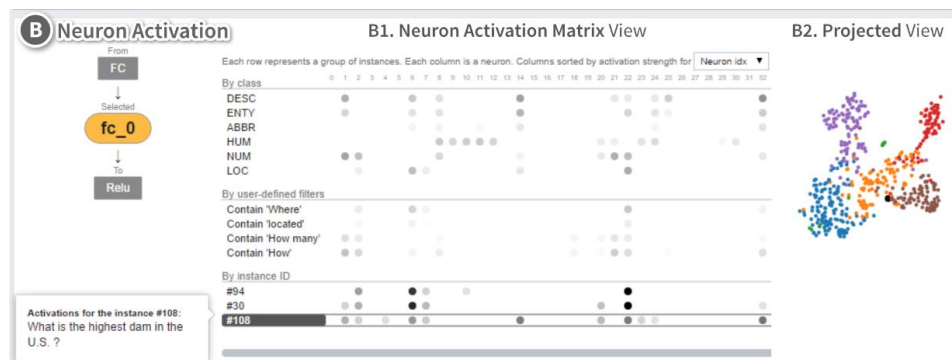 B Neuron Activation
B1. Neuron Activation Matrix View
B2. Projected View
From
FC
↓
Selected
fc_0
↓
To
Relu
Each row represents a group of instances. Each column is a neuron. Columns sorted by activation strength for Neuron idx ▼
0 1 2 3 4 5 6 7 8 9 10 11 12 13 14 15 16 17 18 19 20 21 22 23 24 25 26 27 28 29 30 31 32
By class
DESC
ENTY
ABBR
HUM
NUM
LOC
By user-defined filters
Contain 'Where'
Contain 'located'
Contain 'How many'
Contain 'How'
By instance ID
#94
#30
#108
Activations for the instance #108:
What is the highest dam in the
U.S. ?